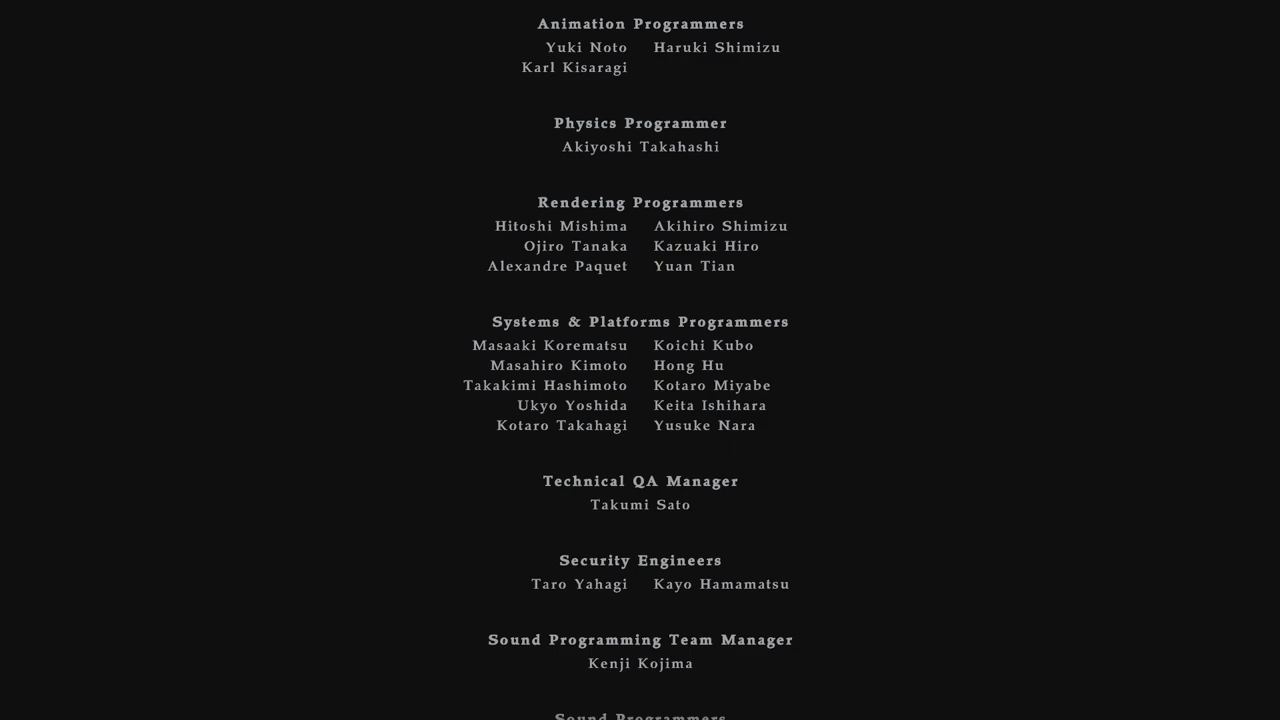 Animation Programmers
Yuki Noto Haruki Shimizu
Karl Kisaragi
Physics Programmer
Akiyoshi Takahashi
Rendering Programmers
Hitoshi Mishima Akihiro Shimizu
Ojiro Tanaka Kazuaki Hiro
Alexandre Paquet Yuan Tian
Systems & Platforms Programmers
Masaaki Korematsu Koichi Kubo
Masahiro Kimoto Hong Hu
Takakimi Hashimoto Kotaro Miyabe
Ukyo Yoshida Keita Ishihara
Kotaro Takahagi Yusuke Nara
Technical QA Manager
Takumi Sato
Security Engineers
Taro Yahagi Kayo Hamamatsu
Sound Programming Team Manager
Kenji Kojima
Sound Programmers